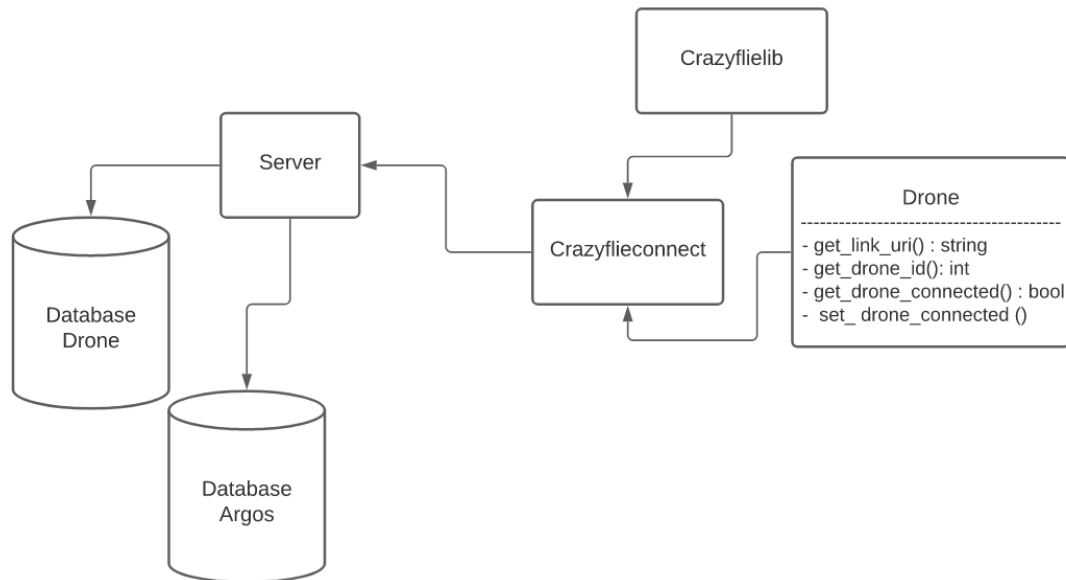 Crazyflielib
Server
Drone
--------------------------------------------
- get_link_uri() : string
- get_drone_id(): int
- get_drone_connected() : bool
- set_ drone_connected ()
Crazyflieconnect
Database
Drone
Database
Argos